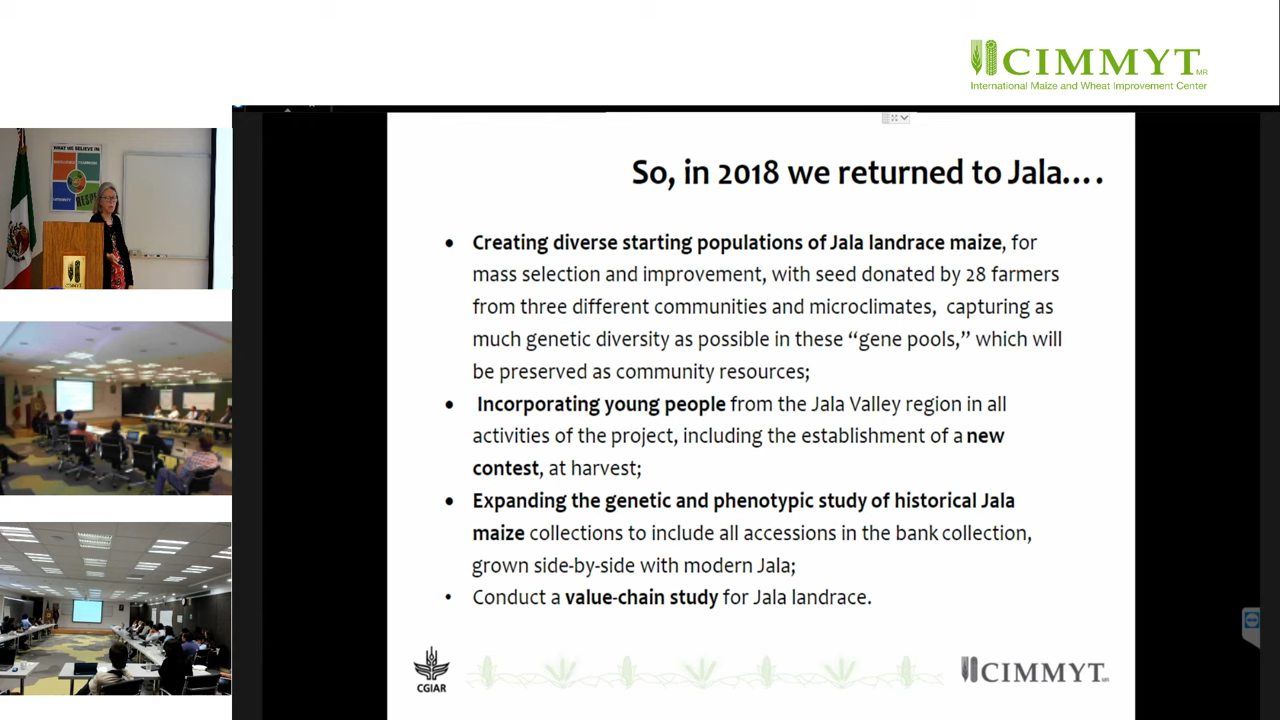 CIMMYT MR
International Maize and Wheat Improvement Center
WHAT WE BELIEVE IN
So, in 2018 we returned to Jala....
• Creating diverse starting populations of Jala landrace maize, for
mass selection and improvement, with seed donated by 28 farmers
from three different communities and microclimates, capturing as
much genetic diversity as possible in these “gene pools,” which will
be preserved as community resources;
• Incorporating young people from the Jala Valley region in all
activities of the project, including the establishment of a new
contest, at harvest;
• Expanding the genetic and phenotypic study of historical Jala
maize collections to include all accessions in the bank collection,
grown side-by-side with modern Jala;
• Conduct a value-chain study for Jala landrace.
CGIAR
CIMMYT